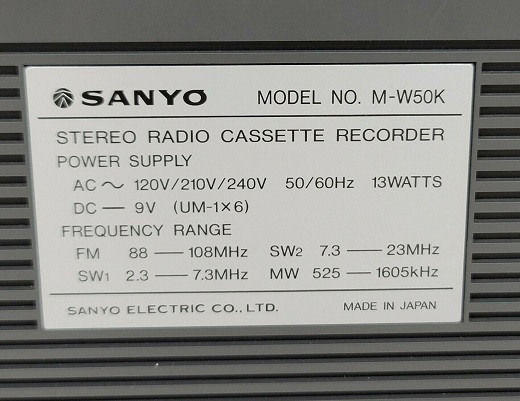 SANYO MODEL NO. M-W50K
STEREO RADIO CASSETTE RECORDER
POWER SUPPLY
AC ～ 120V/210V/240V 50/60Hz 13WATTS
DC — 9V (UM-1×6)
FREQUENCY RANGE
FM 88 — 108MHz SW2 7.3 — 23MHz
SW1 2.3 — 7.3MHz MW 525 — 1605kHz
SANYO ELECTRIC CO., LTD. MADE IN JAPAN